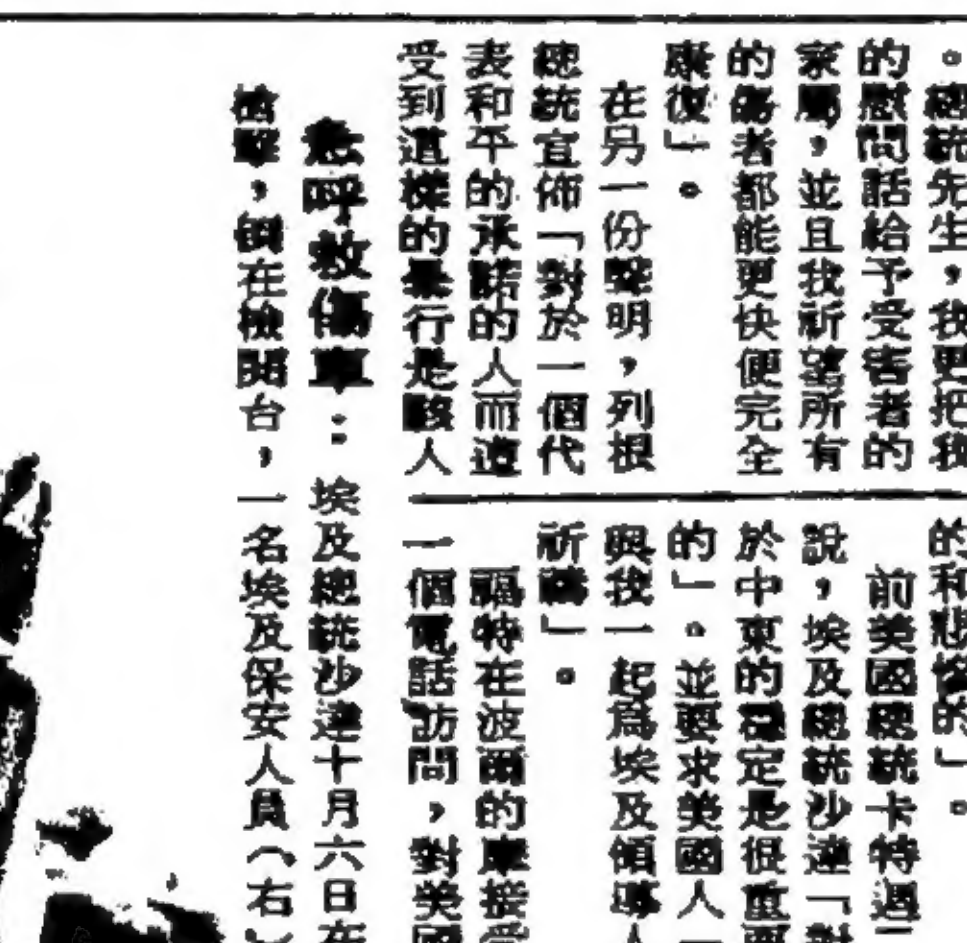 。總統先生，我更把我
的慰問話給予受害者的
家屬，並且我祈望所有
的傷者都能更快便完全
康復」。
在另一份聲明，列根
總統宣佈「對於一個代
表和平的承諾的人而遭
受到這樣的暴行是駭人
的和悲慘的」。
前美國總統卡特週
說，埃及總統沙達「對
於中東的穩定是很重要
的」。並要求美國人一
與我一起為埃及領導人
祈禱」。
福特在波爾的摩接受
一個電話訪問，對美國
急呼救傷車：埃及總統沙達十月六日在
槍擊，倒在檢閱台，一名埃及保安人員（右）